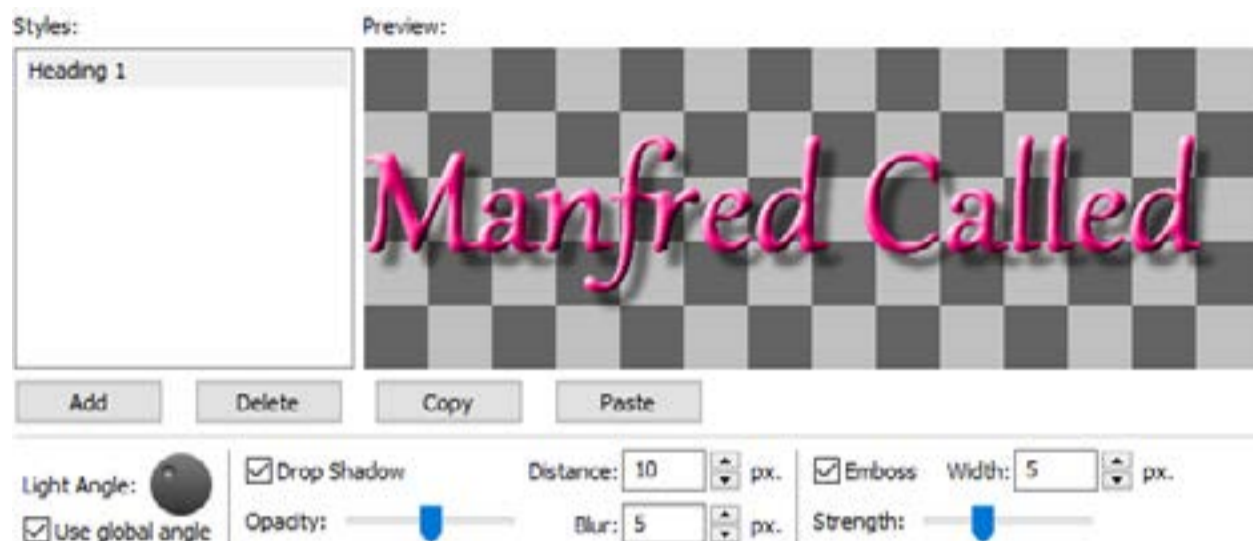 Styles: Preview:
Heading 1
Manfred Called
Add Delete Copy Paste
Light Angle: Drop Shadow Distance: 10 px. Emboss Width: 5 px.
Use global angle Opacity: Blur: 5 px. Strength: